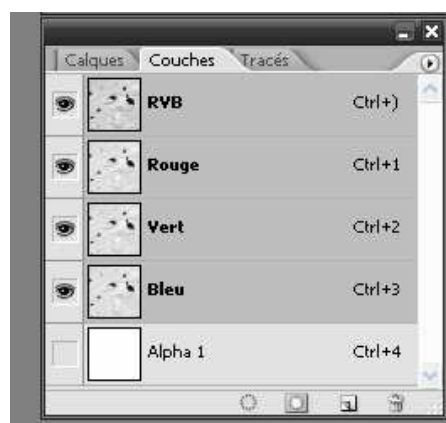 Calques Couches Tracés
RVB Ctrl+)
Rouge Ctrl+1
Vert Ctrl+2
Bleu Ctrl+3
Alpha 1 Ctrl+4